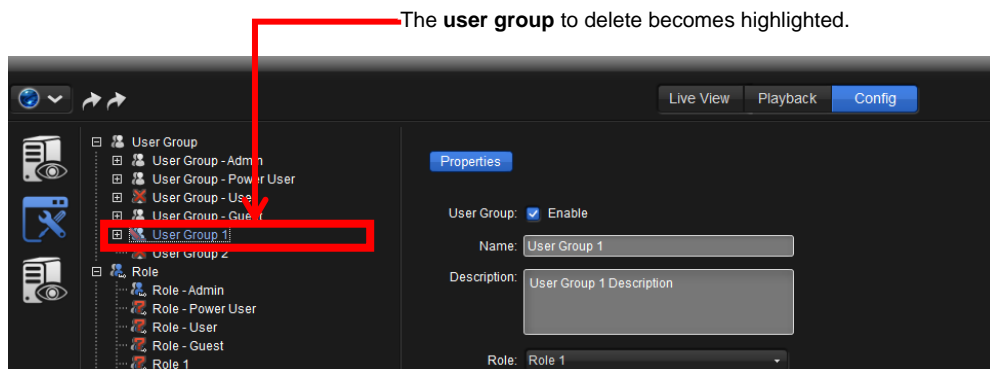 The user group to delete becomes highlighted.
Live View Playback Config
User Group
User Group - Admin
User Group - Power User
User Group - User
User Group - Guest
User Group 1
User Group 2
Role
Role - Admin
Role - Power User
Role - User
Role - Guest
Role 1
Properties
User Group: Enable
Name: User Group 1
Description: User Group 1 Description
Role: Role 1